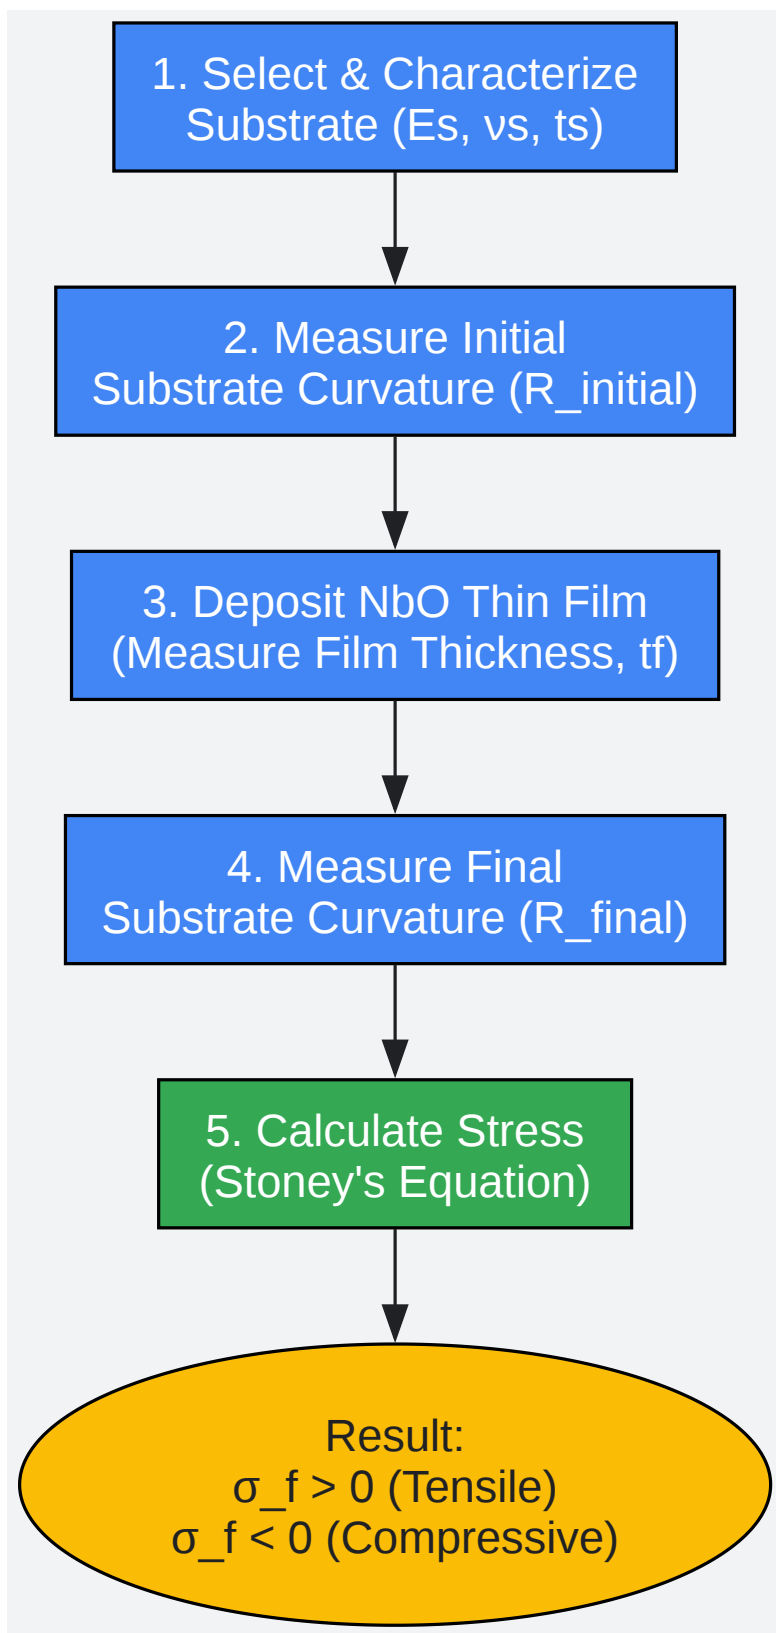 1. Select & Characterize
Substrate (Es, νs, ts)
2. Measure Initial
Substrate Curvature (R_initial)
3. Deposit NbO Thin Film
(Measure Film Thickness, tf)
4. Measure Final
Substrate Curvature (R_final)
5. Calculate Stress
(Stoney's Equation)
Result:
σ_f > 0 (Tensile)
σ_f < 0 (Compressive)